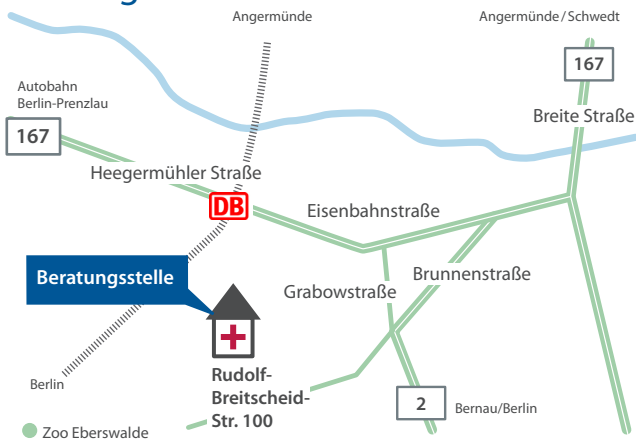 Angermünde
Angermünde/Schwedt
167
Autobahn
Berlin-Prenzlau
167
Breite Straße
Heegermühler Straße
DB
Eisenbahnstraße
Beratungsstelle
Brunnenstraße
Grabowstraße
Berlin
Rudolf-
Breitscheid-
Str. 100
2
Bernau/Berlin
Zoo Eberswalde